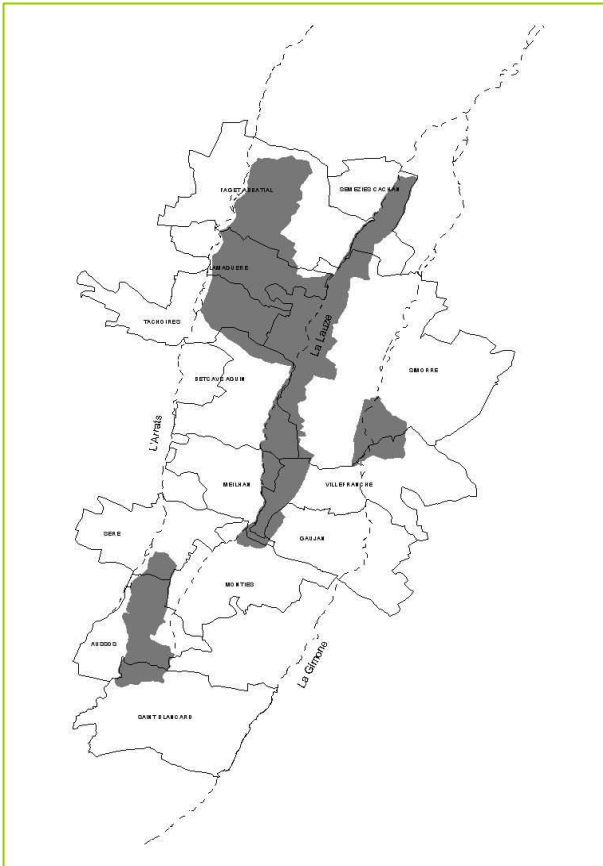 FAGET ABBATIAL
SEMEZIES CACHAN
LAMAGUERE
TACHOIRES
La Lauze
SIMORRE
BETCAVE AGUIN
L'Arrats
MEILHAN
VILLEFRANCHE
SERE
GAUJAN
MONTIES
AUSSOS
La Gimone
SAINT BLANCARD